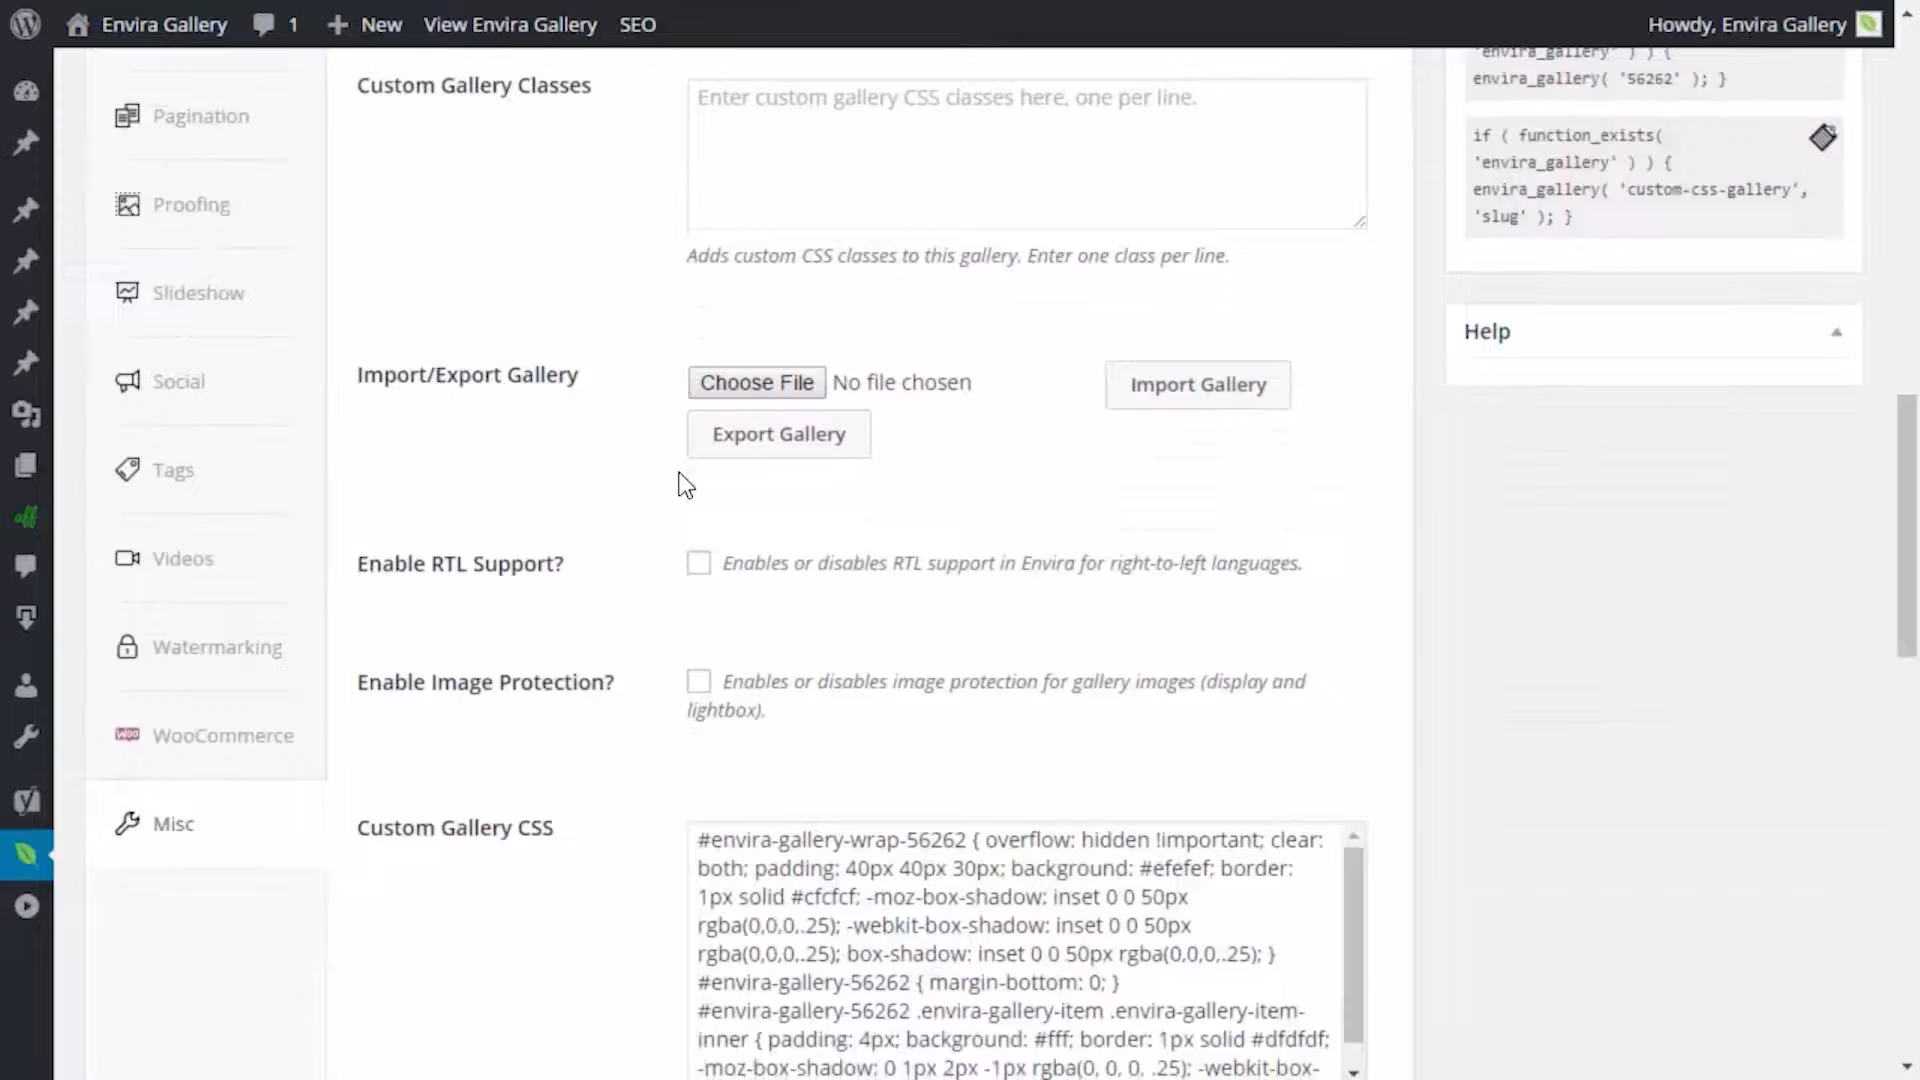 Envira Gallery 1 New View Envira Gallery SEO Howdy, Envira Gallery
Pagination
Proofing
Slideshow
Social
aff
Tags
Videos
Watermarking
WOO WooCommerce
Misc
Custom Gallery Classes
Enter custom gallery CSS classes here, one per line.
Adds custom CSS classes to this gallery. Enter one class per line.
Import/Export Gallery
Choose File No file chosen
Import Gallery
Export Gallery
Enable RTL Support?
Enables or disables RTL support in Envira for right-to-left languages.
Enable Image Protection?
Enables or disables image protection for gallery images (display and
lightbox).
Custom Gallery CSS
#envira-gallery-wrap-56262 { overflow: hidden !important; clear:
both; padding: 40px 40px 30px; background: #efefef; border:
1px solid #cfcfcf; -moz-box-shadow: inset 0 0 50px
rgba(0,0,0,.25); -webkit-box-shadow: inset 0 0 50px
rgba(0,0,0,.25); box-shadow: inset 0 0 50px rgba(0,0,0,.25); }
#envira-gallery-56262 { margin-bottom: 0; }
#envira-gallery-56262 .envira-gallery-item .envira-gallery-item-
inner { padding: 4px; background: #fff; border: 1px solid #dfdfdf;
-moz-box-shadow: 0 1px 2px -1px rgba(0, 0, 0, .25); -webkit-box-
'envira_gallery' ) ) {
envira_gallery( '56262' ); }
if ( function_exists(
'envira_gallery' ) ) {
envira_gallery( 'custom-css-gallery',
'slug' ); }
Help